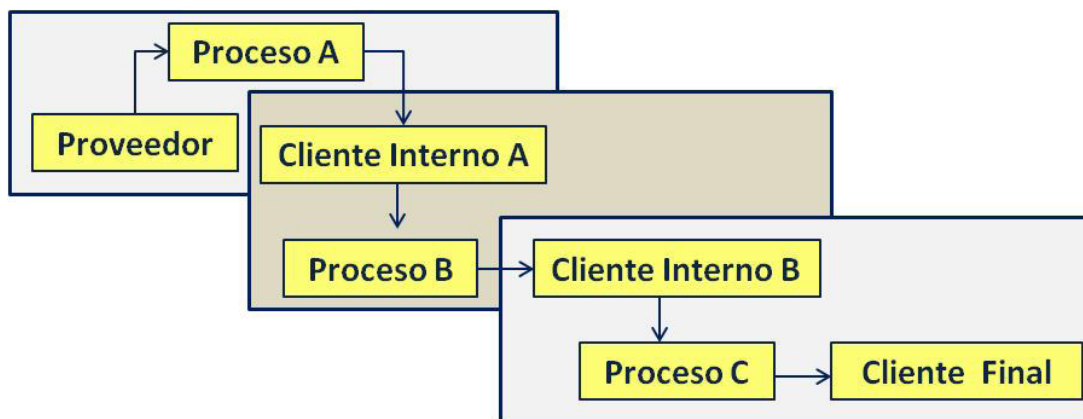 Proceso A
Proveedor
Cliente Interno A
Proceso B
Cliente Interno B
Proceso C
Cliente Final